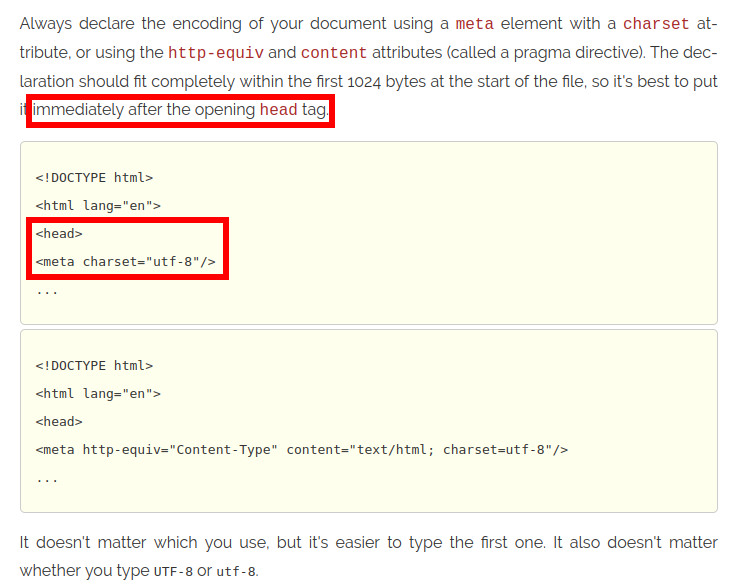 Always declare the encoding of your document using a meta element with a charset at-
tribute, or using the http-equiv and content attributes (called a pragma directive). The dec-
laration should fit completely within the first 1024 bytes at the start of the file, so it's best to put
it immediately after the opening head tag.
<!DOCTYPE html>
<html lang="en">
<head>
<meta charset="utf-8"/>
...
<!DOCTYPE html>
<html lang="en">
<head>
<meta http-equiv="Content-Type" content="text/html; charset=utf-8"/>
...
It doesn't matter which you use, but it's easier to type the first one. It also doesn't matter
whether you type UTF-8 or utf-8.